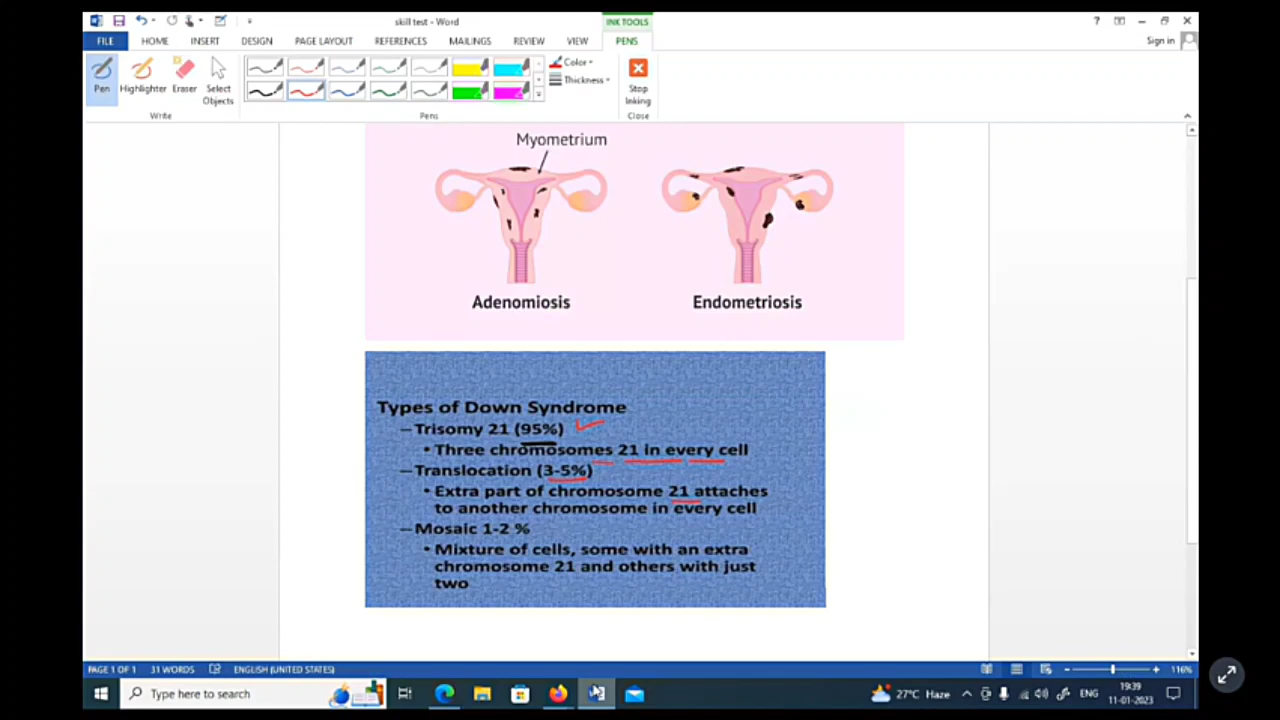 skill test - Word
INK TOOLS
?
Sign in
FILE HOME INSERT DESIGN PAGE LAYOUT REFERENCES MAILINGS REVIEW VIEW PENS
Pen Highlighter Eraser Select Objects
Color
Thickness
Stop Inking
Write Pens Close
Myometrium
Adenomiosis Endometriosis
Types of Down Syndrome
–Trisomy 21 (95%)
• Three chromosomes 21 in every cell
–Translocation (3-5%)
• Extra part of chromosome 21 attaches
to another chromosome in every cell
–Mosaic 1-2 %
• Mixture of cells, some with an extra
chromosome 21 and others with just
two
PAGE 1 OF 1 31 WORDS ENGLISH (UNITED STATES) 116%
Type here to search
27°C Haze ENG
19:39
11-01-2023